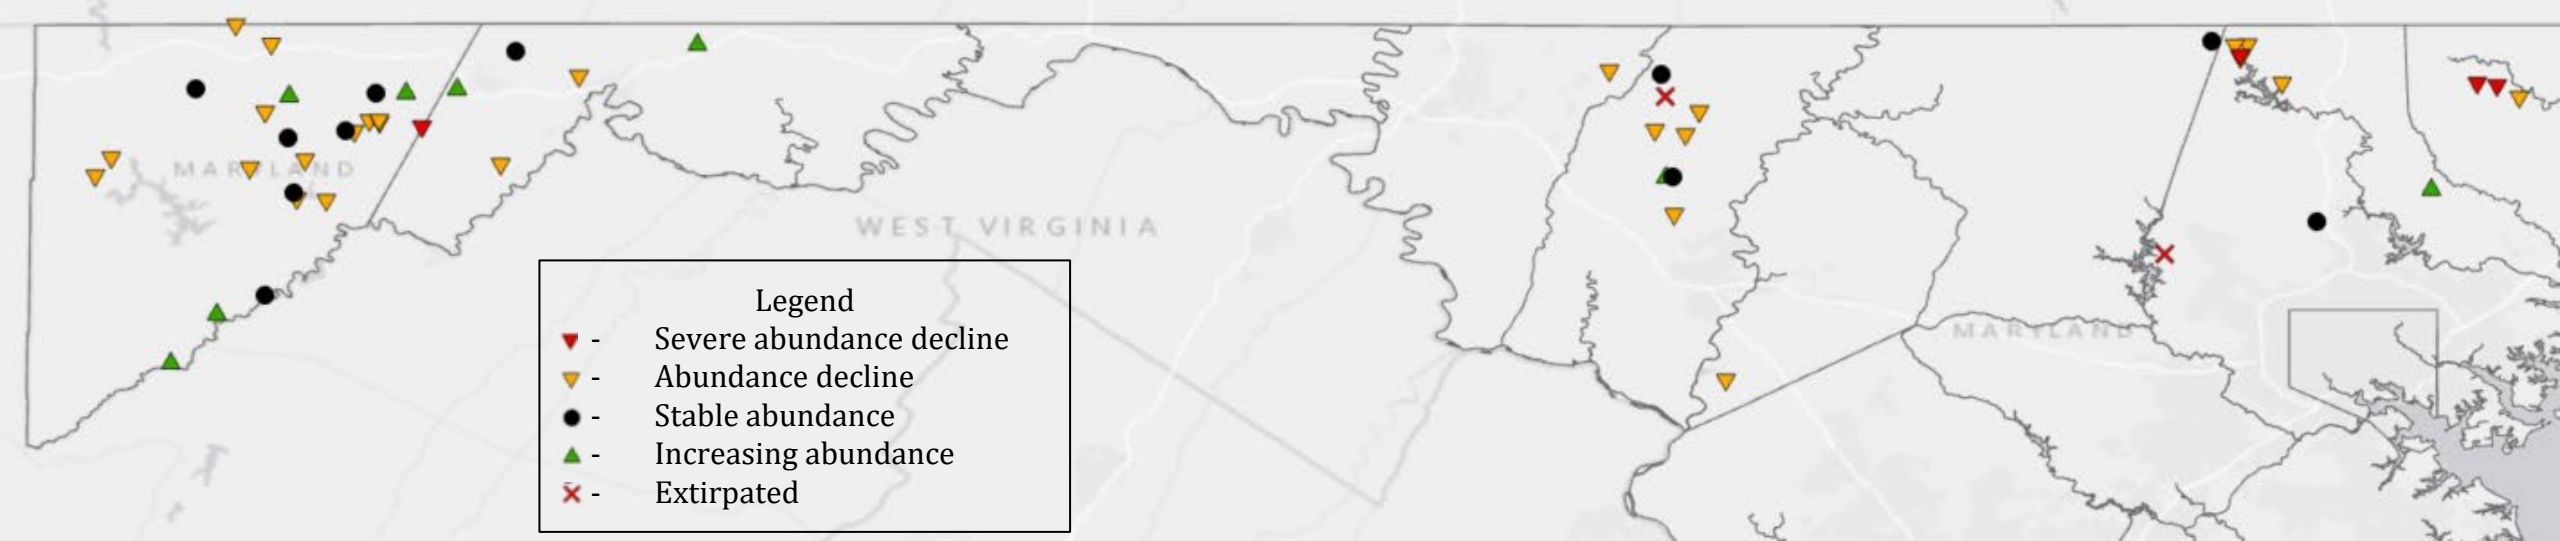 MARYLAND
WEST VIRGINIA
MARYLAND
Legend
- Severe abundance decline
- Abundance decline
- Stable abundance
- Increasing abundance
- Extirpated